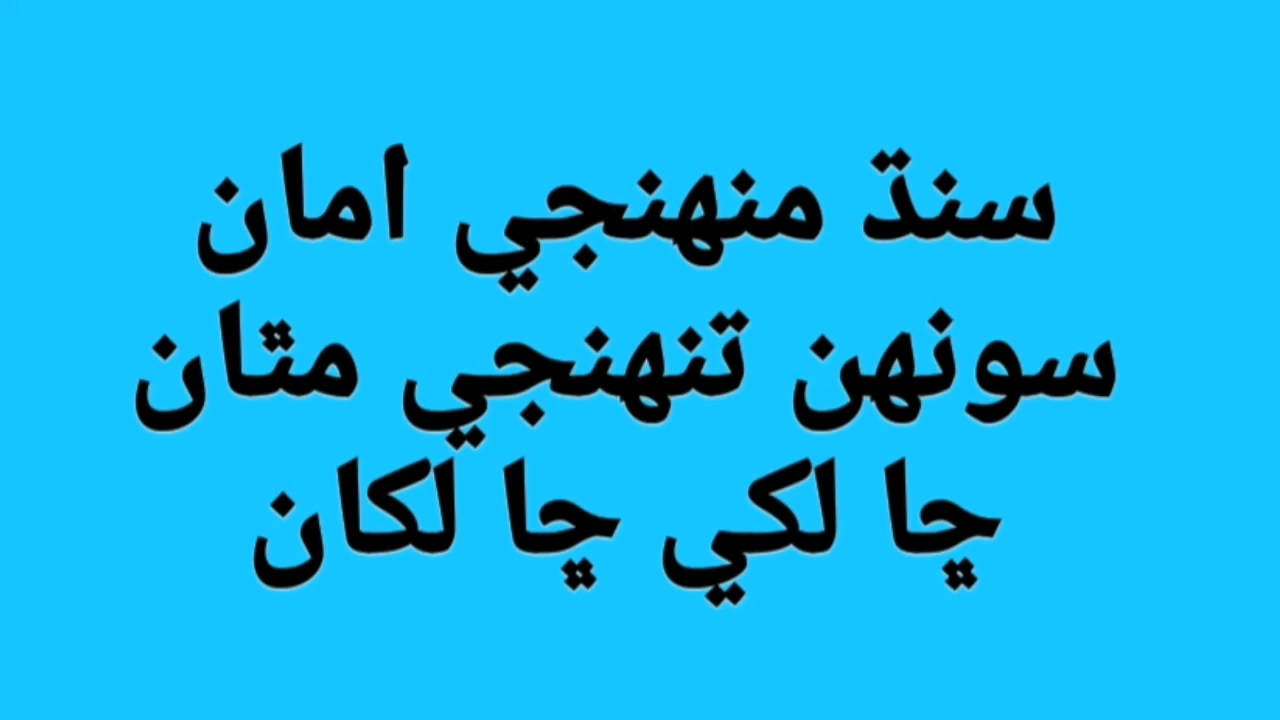 سنڌ منهنجي امان
سونهن تنهنجي مٿان
ڇا لکي ڇا لکان